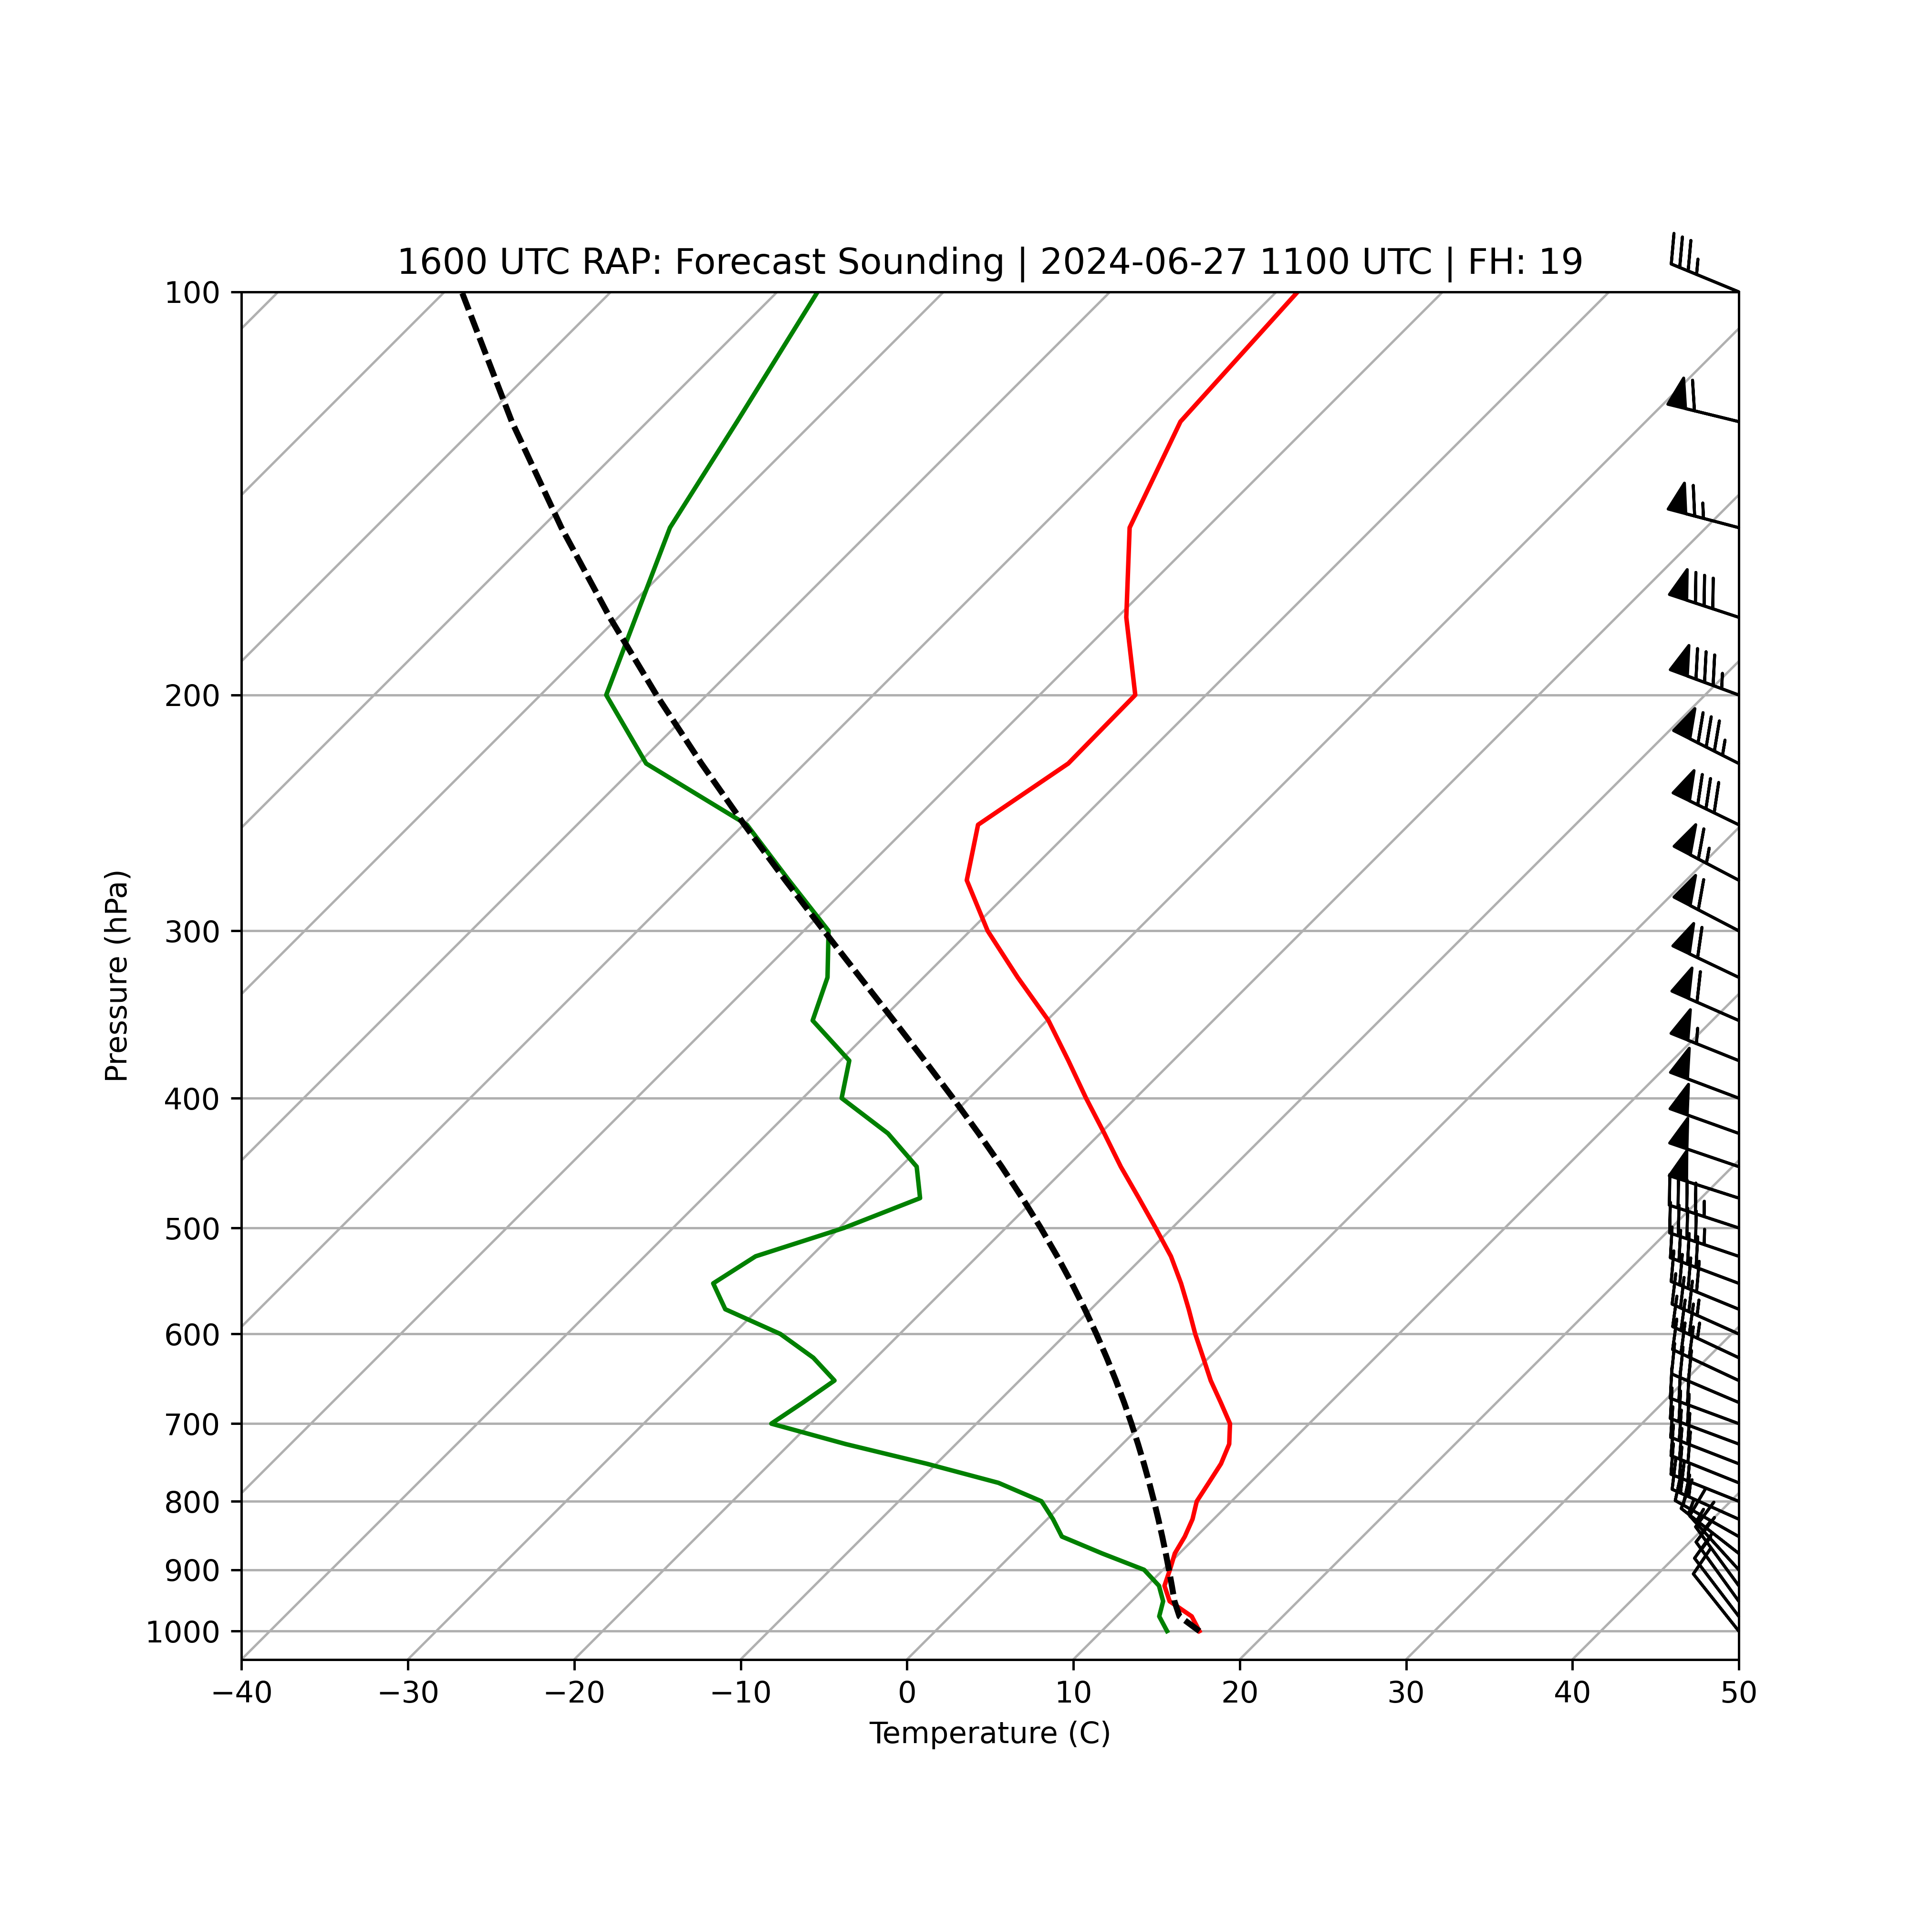 1600 UTC RAP: Forecast Sounding | 2024-06-27 1100 UTC | FH: 19
100
200
300
400
500
600
700
800
900
1000
Pressure (hPa)
−40 −30 −20 −10 0 10 20 30 40 50
Temperature (C)